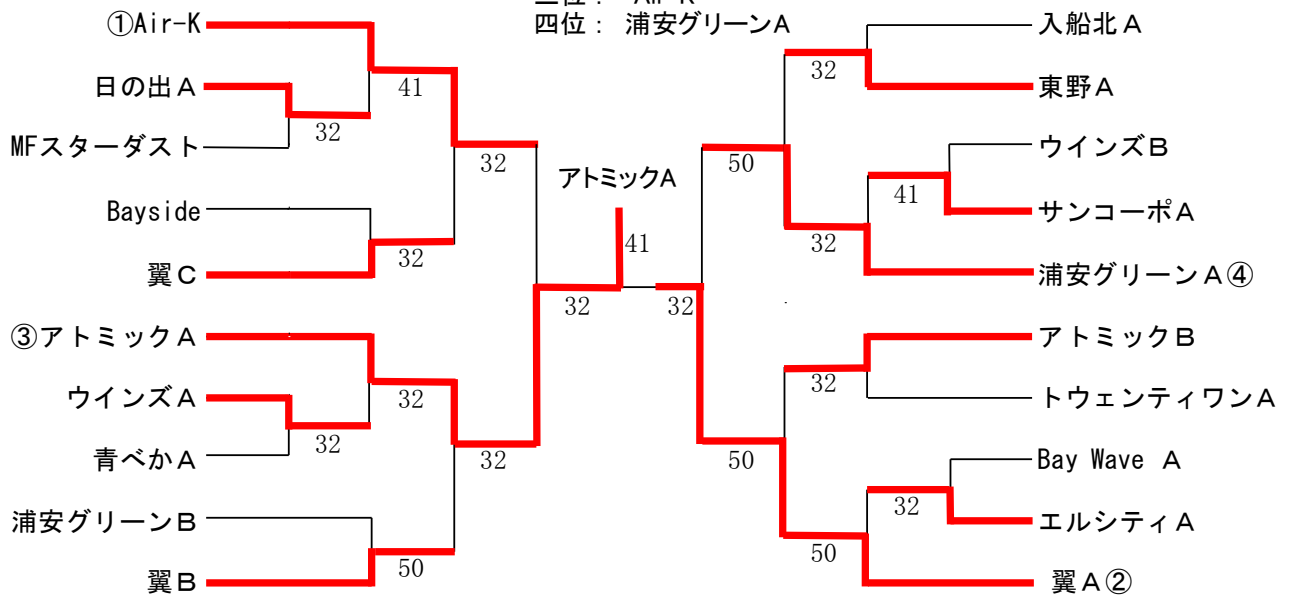 四位： 浦安グリーンA
①Air-K
日の出A
MFスターダスト
Bayside
翼C
③アトミックA
ウインズA
青べかA
浦安グリーンB
翼B
41
32
32
32
32
32
32
50
アトミックA
41
32
32
50
50
32
32
41
32
32
50
入船北A
東野A
ウインズB
サンコーポA
浦安グリーンA④
アトミックB
トウェンティワンA
Bay Wave A
エルシティA
翼A②